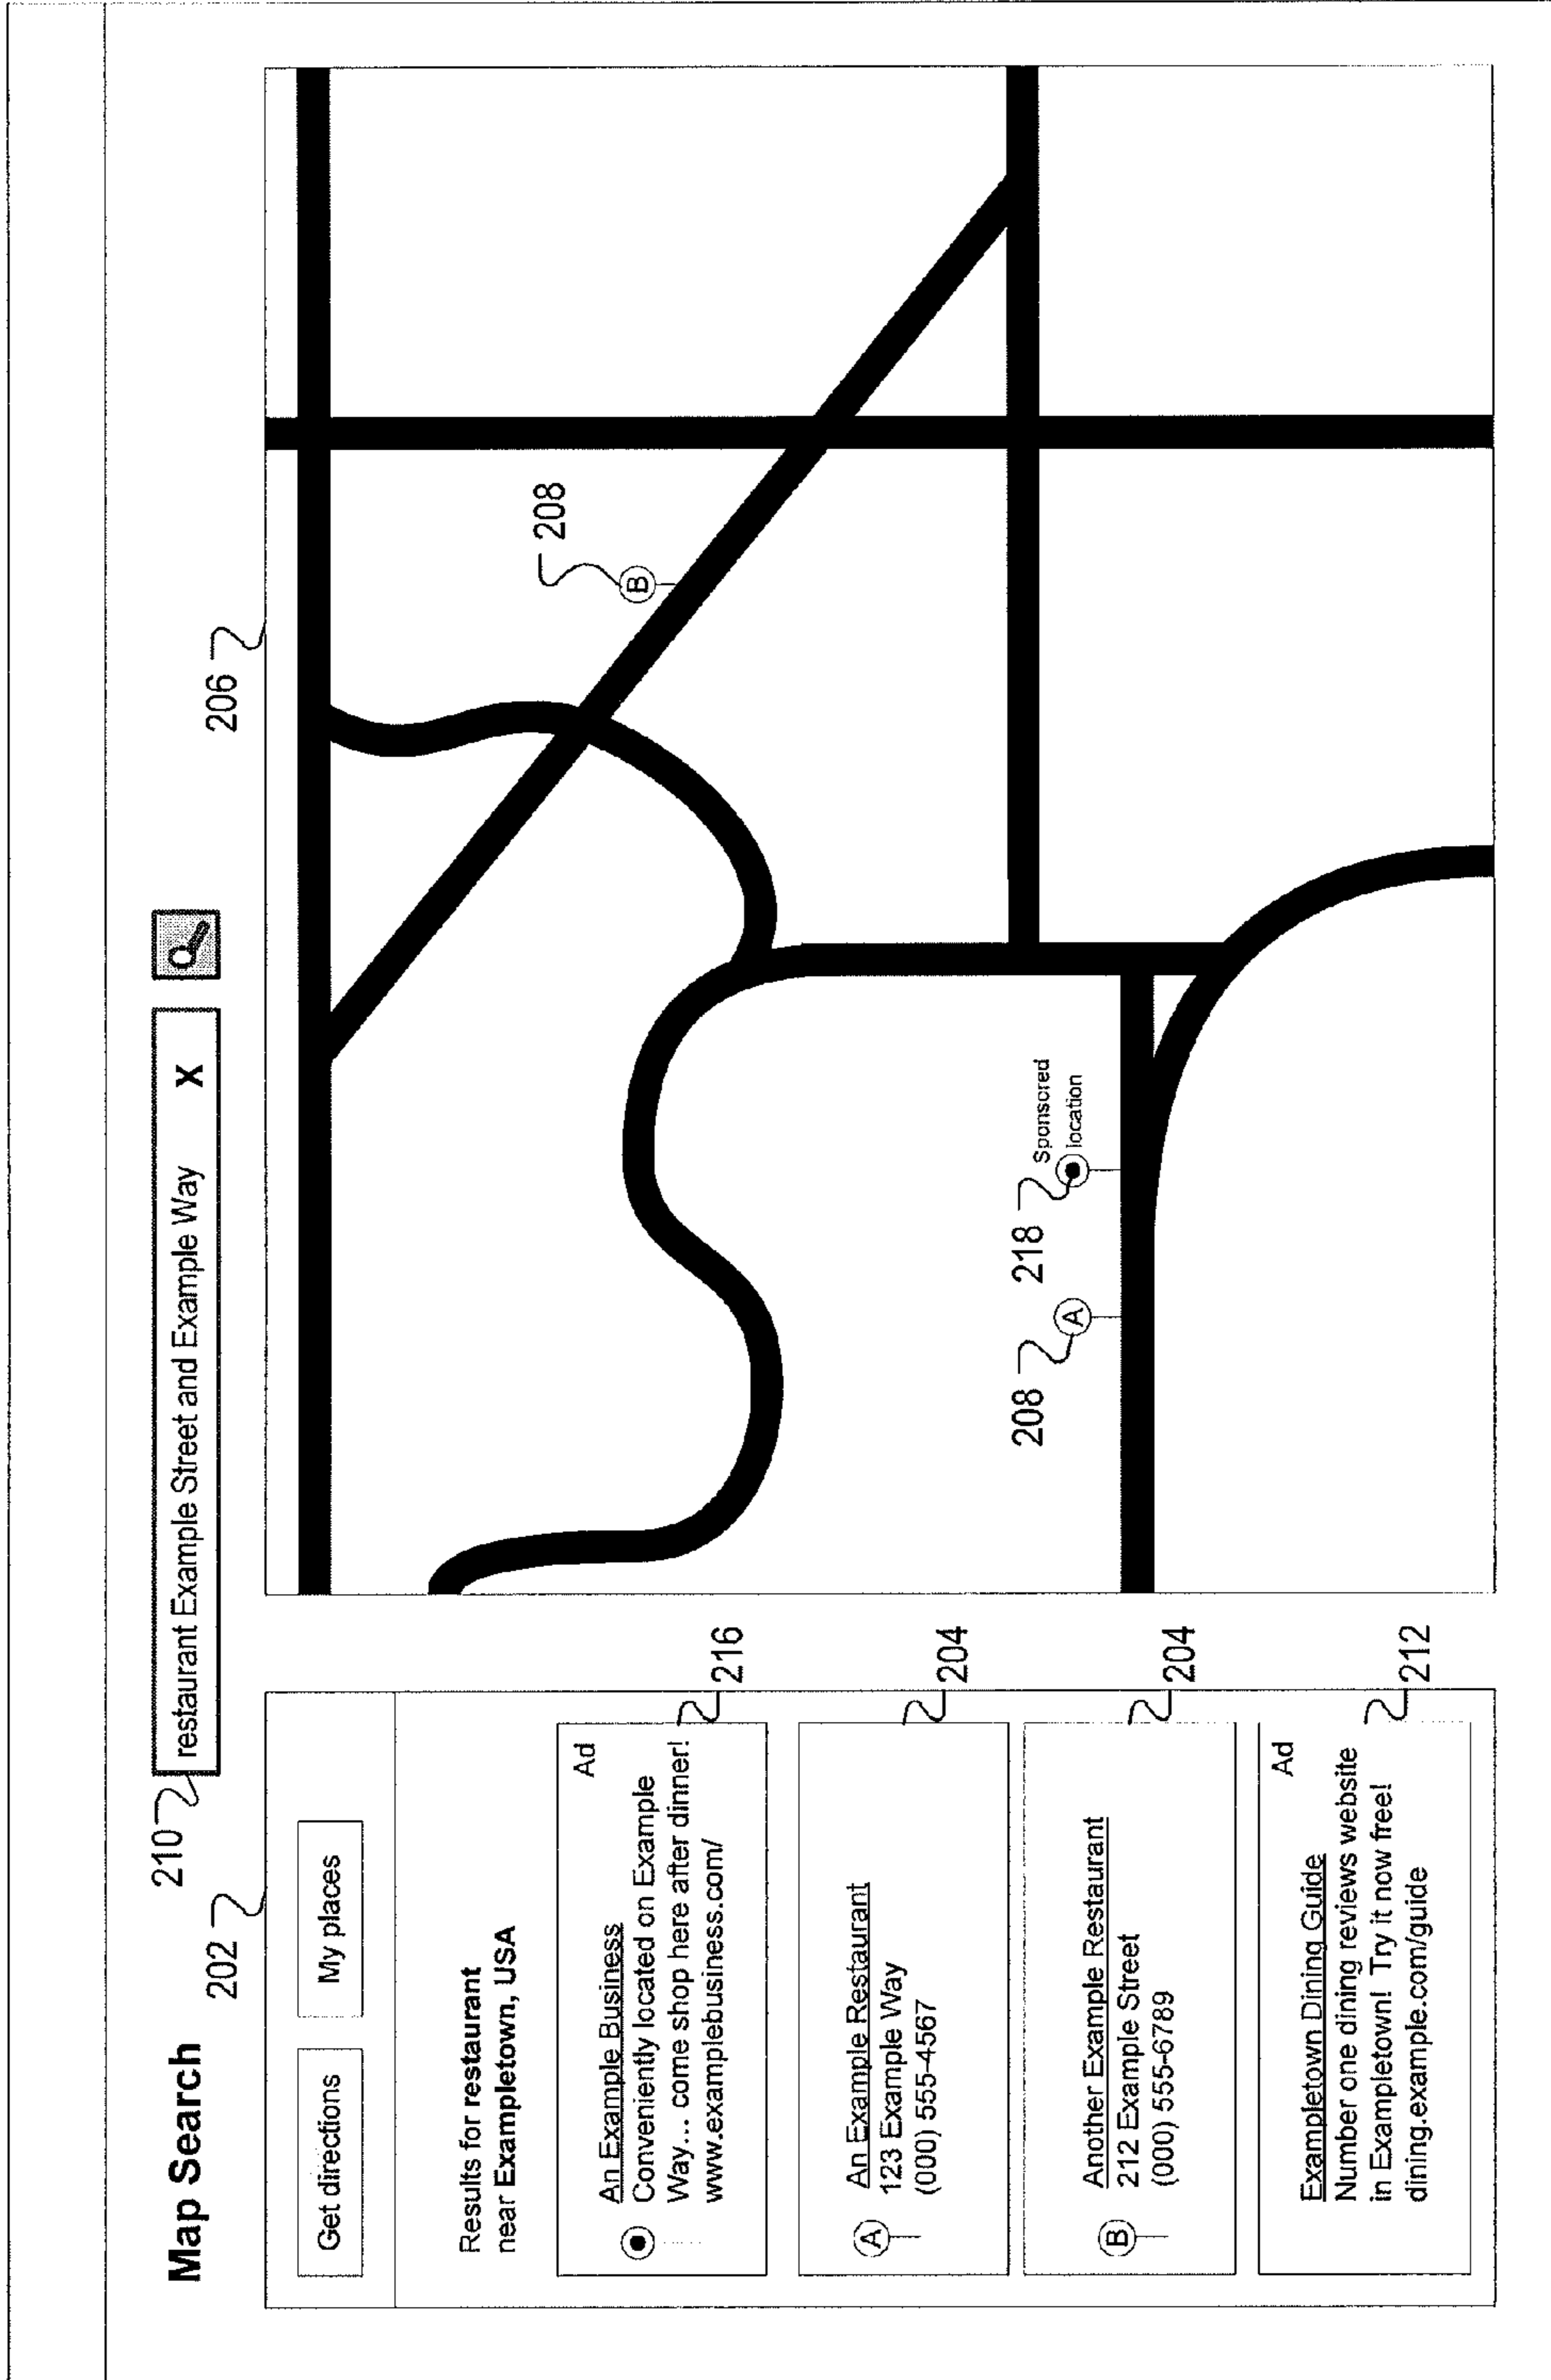 Map Search
210
restaurant Example Street and Example Way X
202
206
Get directions
My places
Results for restaurant
near Exampletown, USA
Ad
An Example Business
Conveniently located on Example
Way... come shop here after dinner!
www.examplebusiness.com/
216
A
An Example Restaurant
123 Example Way
(000) 555-4567
204
B
Another Example Restaurant
212 Example Street
(000) 555-6789
204
Ad
Exampletown Dining Guide
Number one dining reviews website
in Exampletown! Try it now free!
dining.example.com/guide
212
208
B
208
A
218
Sponsored
location